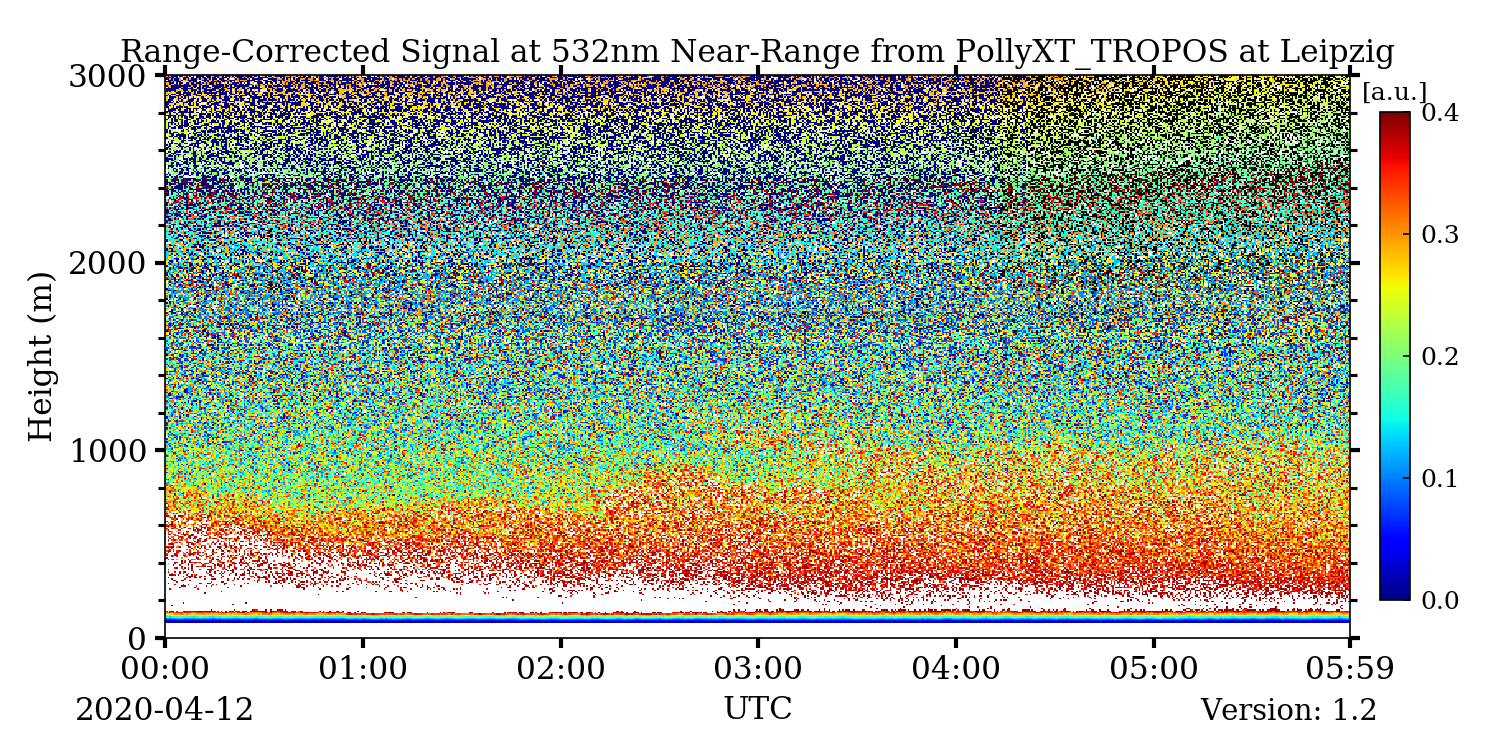 Range-Corrected Signal at 532nm Near-Range from PollyXT_TROPOS at Leipzig
[a.u.]
3000
2000
1000
0
Height (m)
0.4
0.3
0.2
0.1
0.0
00:00 01:00 02:00 03:00 04:00 05:00 05:59
2020-04-12 UTC Version: 1.2